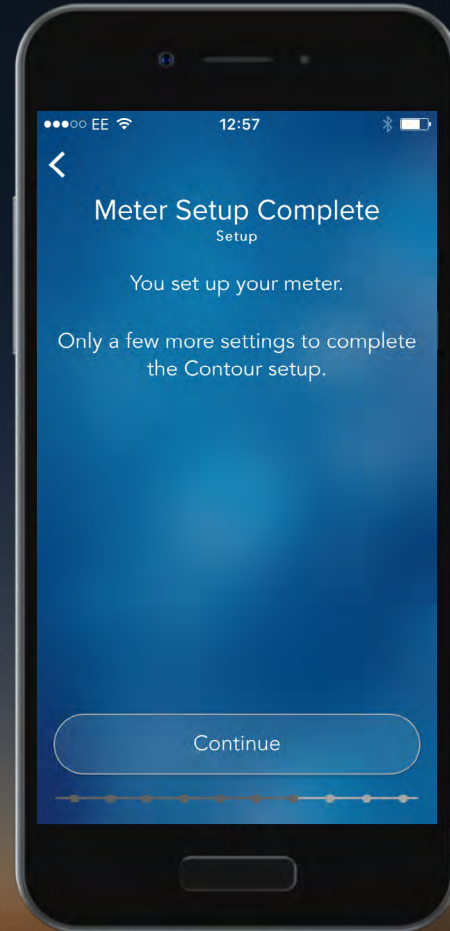 EE 12:57
Meter Setup Complete
Setup
You set up your meter.
Only a few more settings to complete
the Contour setup.
Continue